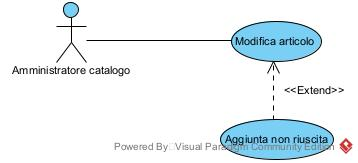 Modifica articolo
Amministratore catalogo
<<Extend>>
Aggiunta non riuscita
Powered By Visual Paradigm Community Edition